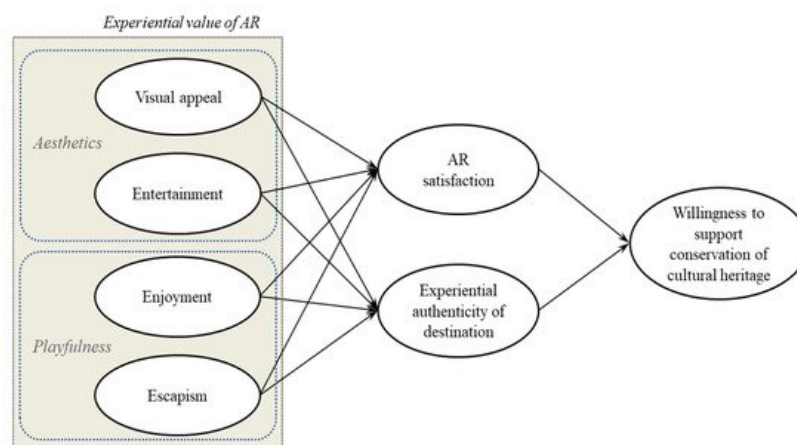 Experiential value of AR
Visual appeal
Aesthetics
Entertainment
Enjoyment
Playfulness
Escapism
AR
satisfaction
Experiential
authenticity of
destination
Willingness to
support
conservation of
cultural heritage